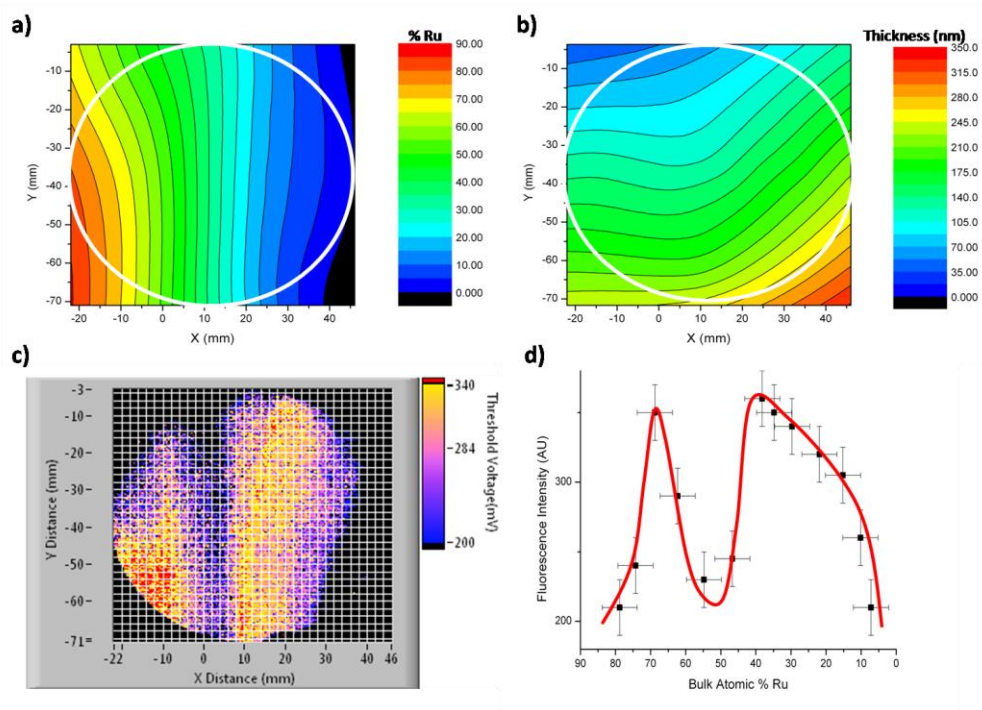 a)
% Ru
90.00
80.00
70.00
60.00
50.00
40.00
30.00
20.00
10.00
0.000
-10
-20
-30
-40
-50
-60
-70
Y (mm)
-20 -10 0 10 20 30 40
X (mm)
b)
Thickness (nm)
350.0
315.0
280.0
245.0
210.0
175.0
140.0
105.0
70.00
35.00
0.000
-10
-20
-30
-40
-50
-60
-70
Y (mm)
-20 -10 0 10 20 30 40
X (mm)
c)
-3
-10
-20
-30
-40
-50
-60
-71
Y Distance (mm)
-22 -10 0 10 20 30 46
X Distance (mm)
340
284
200
Threshold Voltage(mV)
d)
300
200
Fluorescence Intensity (AU)
90 80 70 60 50 40 30 20 10 0
Bulk Atomic % Ru